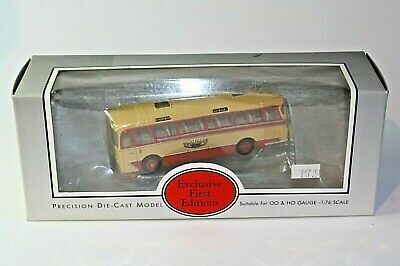 Exclusive
First
Editions
PRECISION DIE-CAST MODEL
Suitable for OO & HO GAUGE–1:76 SCALE